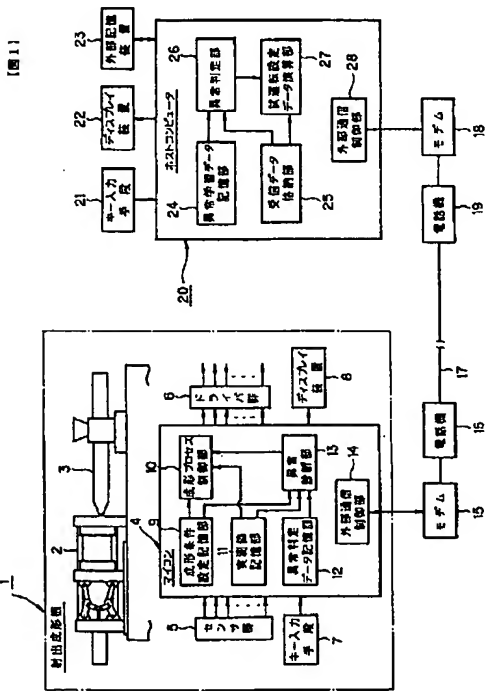 【図1】
1
射出成形機
2
3
4
マイコン
9
成形条件
設定記憶部
10
成形プロセス
制御部
11
実測値
記憶部
12
異常判定
データ記憶部
13
異常
診断部
14
外部通信
制御部
5
センサ群
6
ドライバ群
7
キー入力
手段
8
ディスプレイ
装置
15
モデム
16
電話機
17
18
モデム
19
電話機
20
ホストコンピュータ
21
キー入力
手段
22
ディスプレイ
装置
23
外部記憶
装置
24
異常学習データ
記憶部
25
受信データ
格納部
26
異常判定部
27
試運転設定
データ演算部
28
外部通信
制御部